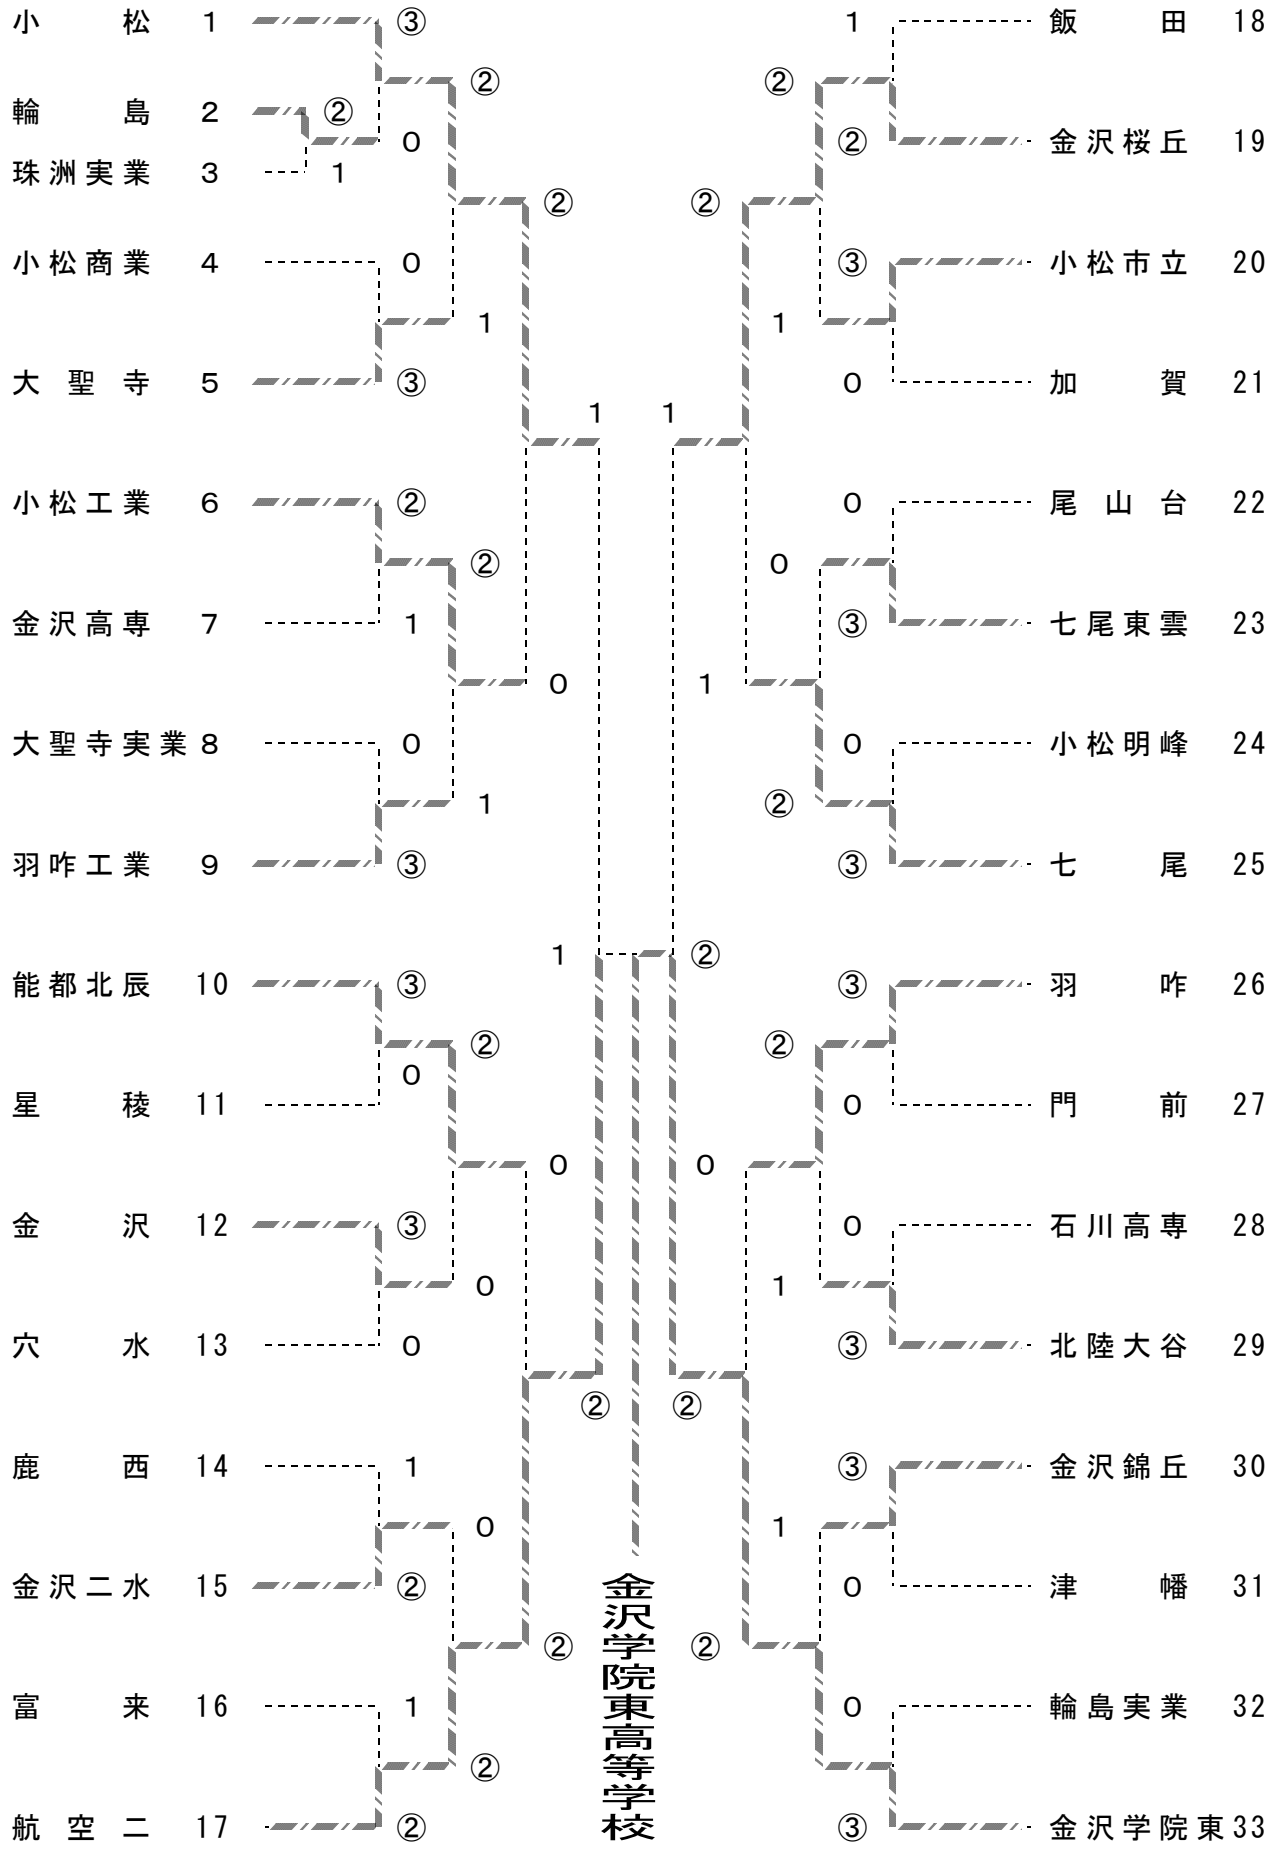 小松 1 ③
輪島 2 ②
0
珠洲実業 3 1
②
小松商業 4 0
大聖寺 5 ③
1
②
小松工業 6 ②
金沢高専 7 1
②
大聖寺実業 8 0
羽咋工業 9 ③
1
0
1
能都北辰 10 ③
星稜 11 0
②
金沢 12 ③
穴水 13 0
0
0
鹿西 14 1
金沢二水 15 ②
0
富来 16 1
航空二 17 ②
②
②
②
1
1 飯田 18
② 金沢桜丘 19
②
③ 小松市立 20
0 加賀 21
1
②
0 尾山台 22
③ 七尾東雲 23
0
0 小松明峰 24
③ 七尾 25
②
1
1
③ 羽咋 26
0 門前 27
②
0 石川高専 28
③ 北陸大谷 29
1
0
③ 金沢錦丘 30
0 津幡 31
1
0 輪島実業 32
③ 金沢学院東 33
②
②
②
金沢学院東高等学校